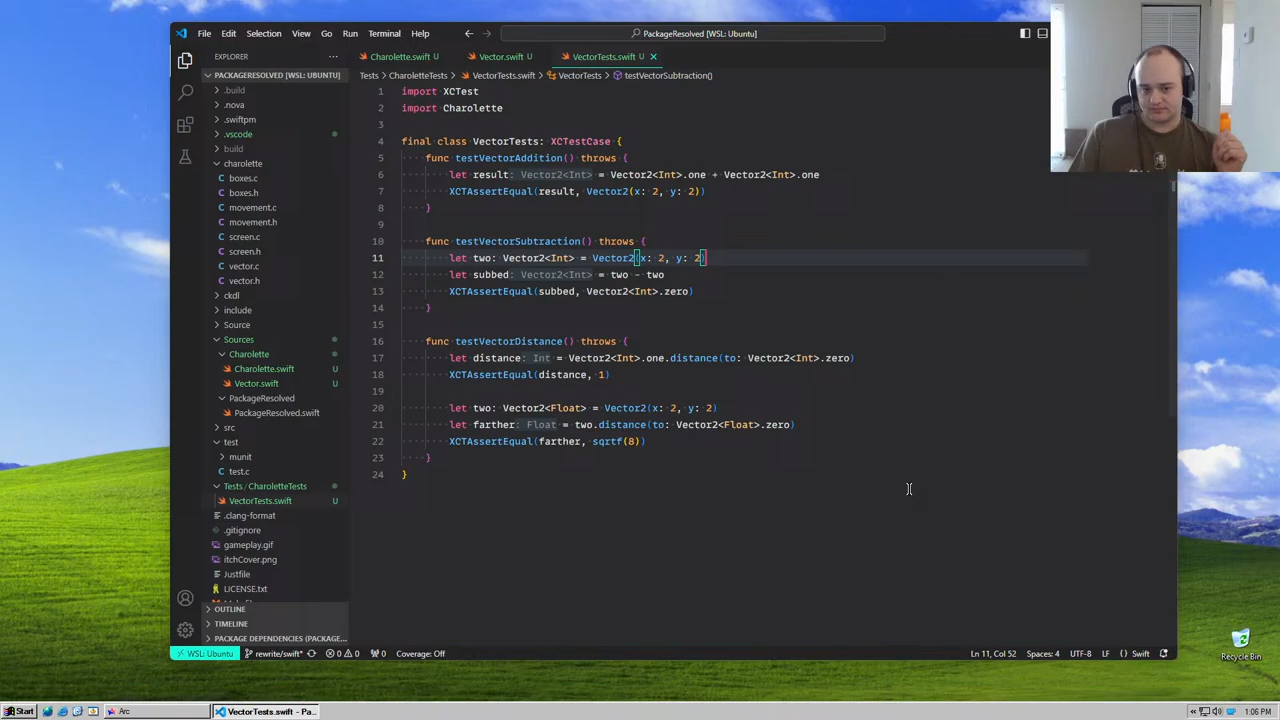 File Edit Selection View Go Run Terminal Help
PackageResolved [WSL: Ubuntu]
EXPLORER
Charolette.swift U
Vector.swift U
VectorTests.swift U
PACKAGERESOLVED [WSL: UBUNTU]
Tests > CharoletteTests > VectorTests.swift > VectorTests > testVectorSubtraction()
.build
.nova
.swiftpm
.vscode
build
charolette
boxes.c
boxes.h
movement.c
movement.h
screen.c
screen.h
vector.c
vector.h
ckdl
include
Source
Sources
Charolette
Charolette.swift U
Vector.swift U
PackageResolved
PackageResolved.swift
src
test
munit
test.c
Tests / CharoletteTests
VectorTests.swift U
.clang-format
.gitignore
gameplay.gif
itchCover.png
Justfile
LICENSE.txt
OUTLINE
TIMELINE
PACKAGE DEPENDENCIES (PACKAGE...
1 import XCTest
2 import Charolette
3
4 final class VectorTests: XCTestCase {
5 func testVectorAddition() throws {
6 let result: Vector2<Int> = Vector2<Int>.one + Vector2<Int>.one
7 XCTAssertEqual(result, Vector2(x: 2, y: 2))
8 }
9
10 func testVectorSubtraction() throws {
11 let two: Vector2<Int> = Vector2(x: 2, y: 2)
12 let subbed: Vector2<Int> = two - two
13 XCTAssertEqual(subbed, Vector2<Int>.zero)
14 }
15
16 func testVectorDistance() throws {
17 let distance: Int = Vector2<Int>.one.distance(to: Vector2<Int>.zero)
18 XCTAssertEqual(distance, 1)
19
20 let two: Vector2<Float> = Vector2(x: 2, y: 2)
21 let farther: Float = two.distance(to: Vector2<Float>.zero)
22 XCTAssertEqual(farther, sqrtf(8))
23 }
24 }
WSL: Ubuntu rewrite/swift* 0 0 0 Coverage: Off Ln 11, Col 52 Spaces: 4 UTF-8 LF {} Swift
Recycle Bin
Start Arc VectorTests.swift - Pa... 1:06 PM